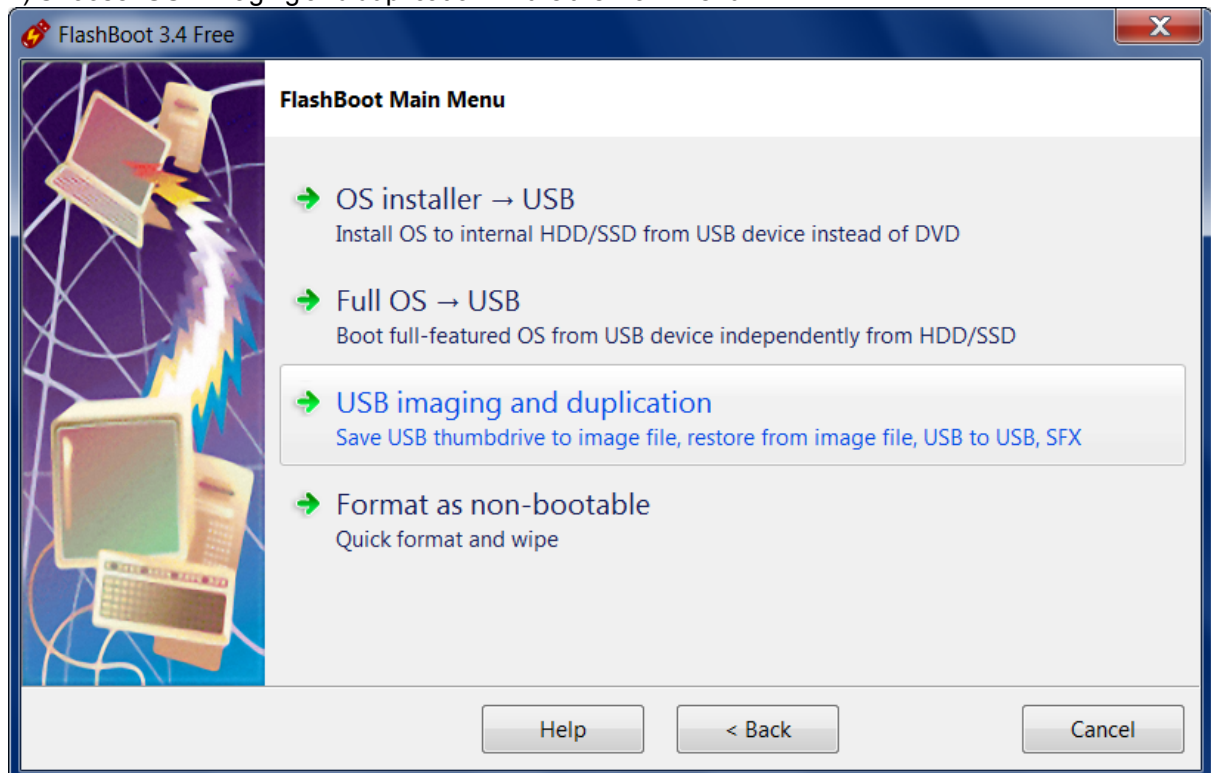 FlashBoot 3.4 Free
FlashBoot Main Menu
OS installer → USB
Install OS to internal HDD/SSD from USB device instead of DVD
Full OS → USB
Boot full-featured OS from USB device independently from HDD/SSD
USB imaging and duplication
Save USB thumbdrive to image file, restore from image file, USB to USB, SFX
Format as non-bootable
Quick format and wipe
Help
< Back
Cancel